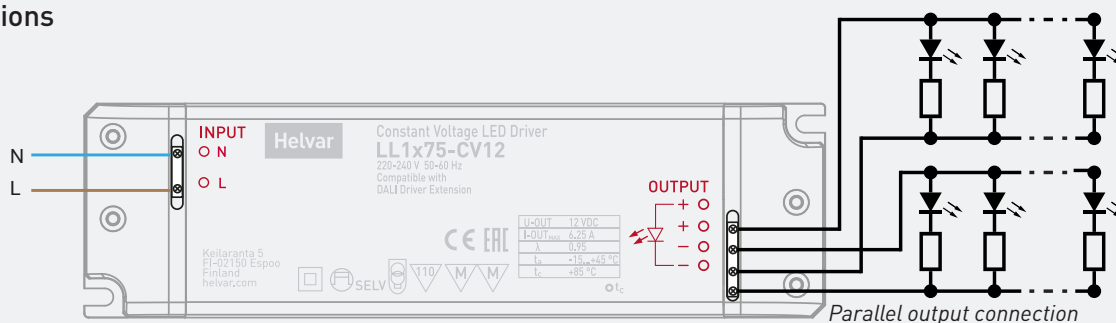 ions
N
L
INPUT
N
L
Helvar
Constant Voltage LED Driver
LL1x75-CV12
220-240 V 50-60 Hz
Compatible with
DALI Driver Extension
OUTPUT
+
+
−
−
U-OUT 12 VDC
I-OUTMAX 6,25 A
λ 0.95
ta -15...+45 °C
tc +85 °C
tc
Keilaranta 5
FI-02150 Espoo
Finland
helvar.com
SELV
110
M M
CE EAC
Parallel output connection